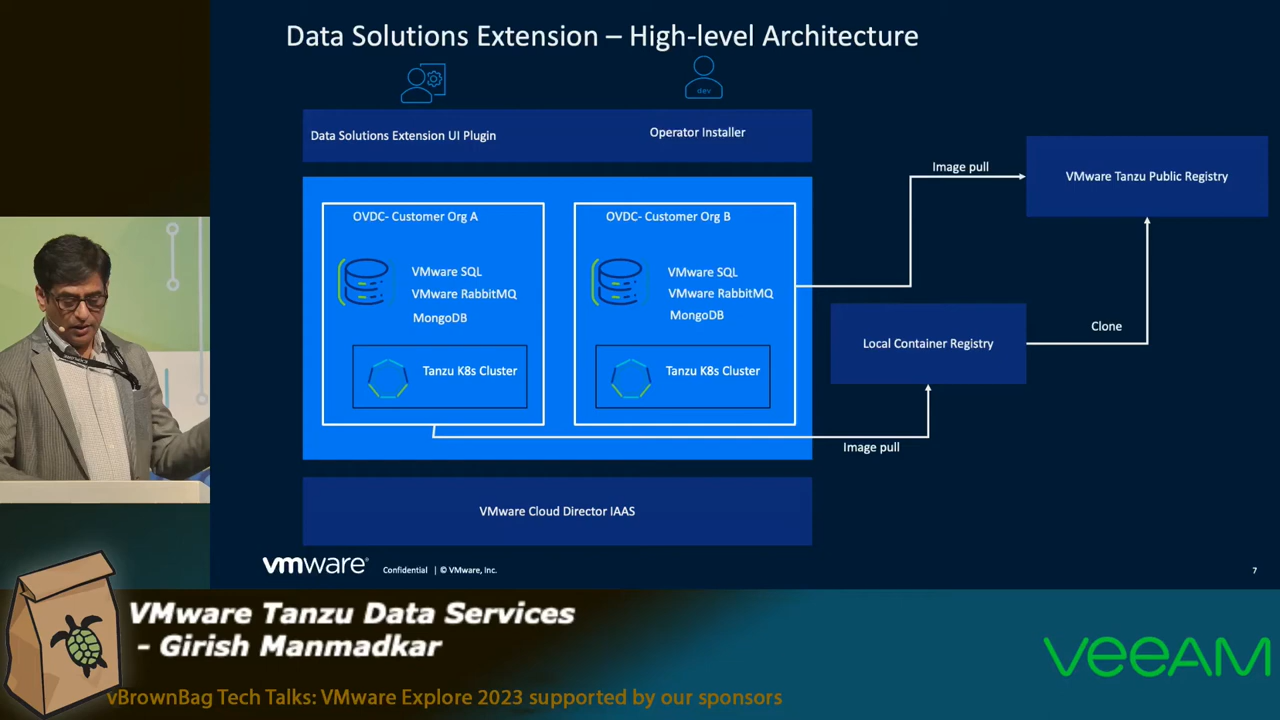 Data Solutions Extension – High-level Architecture
dev
Data Solutions Extension UI Plugin
Operator Installer
OVDC- Customer Org A
VMware SQL
VMware RabbitMQ
MongoDB
Tanzu K8s Cluster
OVDC- Customer Org B
VMware SQL
VMware RabbitMQ
MongoDB
Tanzu K8s Cluster
Image pull
VMware Tanzu Public Registry
Local Container Registry
Clone
Image pull
VMware Cloud Director IAAS
vmware®
Confidential | © VMware, Inc.
7
VMware Tanzu Data Services
- Girish Manmadkar
vBrownBag Tech Talks: VMware Explore 2023 supported by our sponsors
veeAM